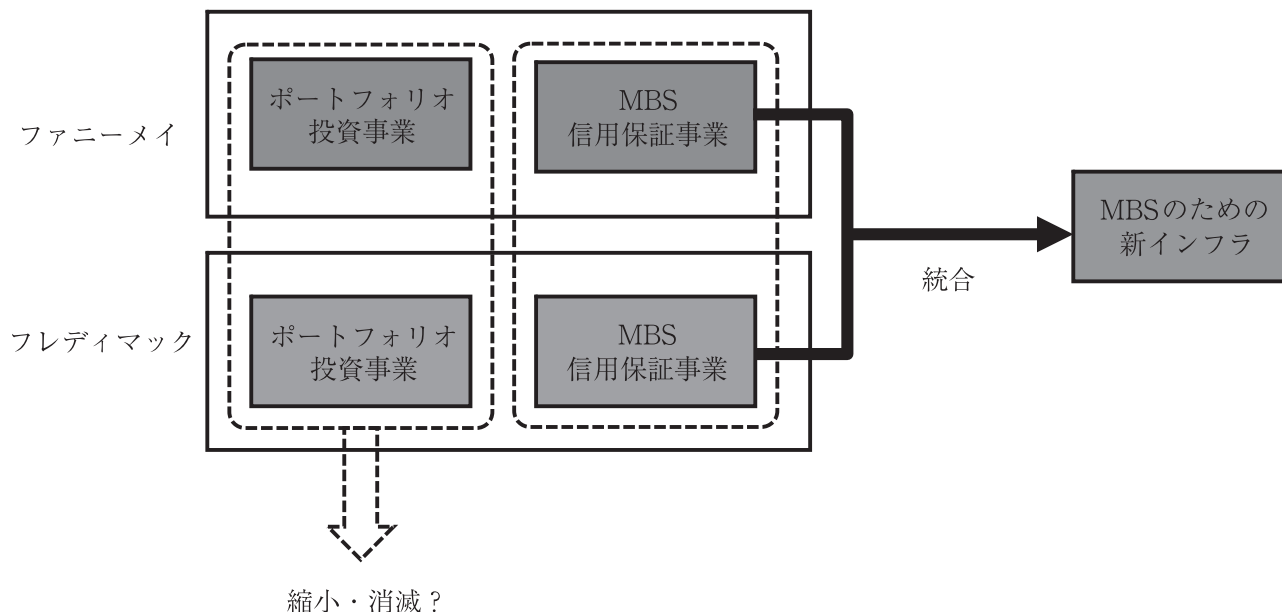 ファニーメイ
ポートフォリオ
投資事業
MBS
信用保証事業
フレディマック
ポートフォリオ
投資事業
MBS
信用保証事業
統合
MBSのための
新インフラ
縮小・消滅？